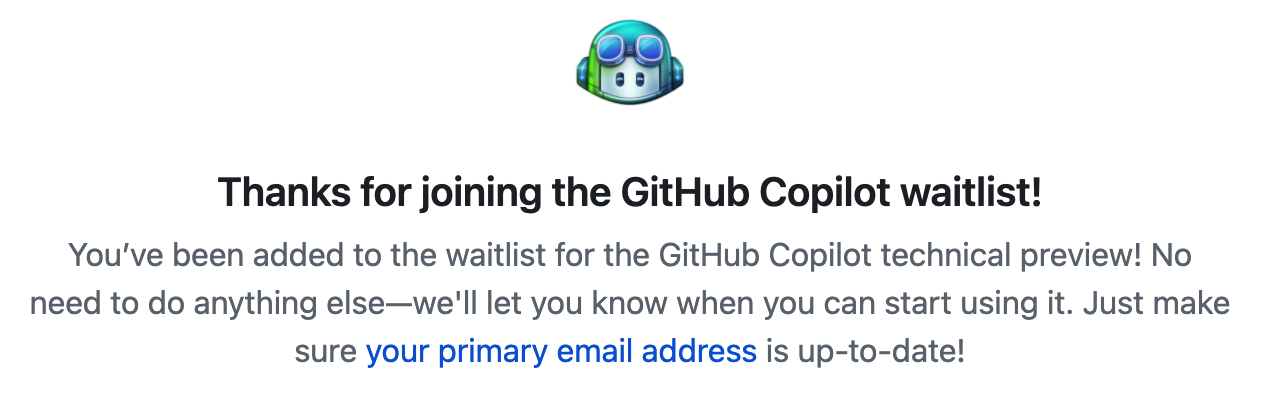 Thanks for joining the GitHub Copilot waitlist!
You’ve been added to the waitlist for the GitHub Copilot technical preview! No
need to do anything else—we'll let you know when you can start using it. Just make
sure your primary email address is up-to-date!